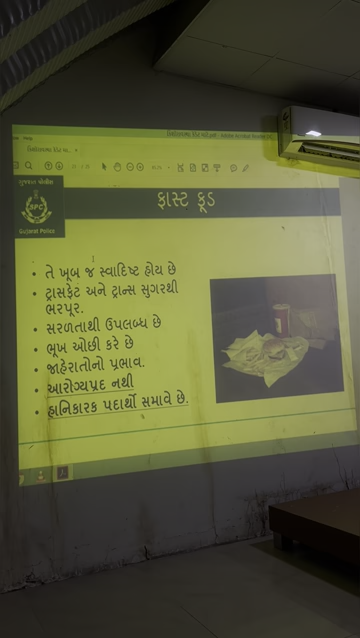 ફાસ્ટ ફૂડ
ગુજરાત પોલીસ
SPC
Gujarat Police
• તે ખૂબ જ સ્વાદિષ્ટ હોય છે
• ટ્રાસફેટ અને ટ્રાન્સ સુગરથી
ભરપૂર.
• સરળતાથી ઉપલબ્ધ છે
• ભૂખ ઓછી કરે છે
• જાહેરાતોનો પ્રભાવ.
• આરોગ્યપ્રદ નથી
• હાનિકારક પદાર્થો સમાવે છે.